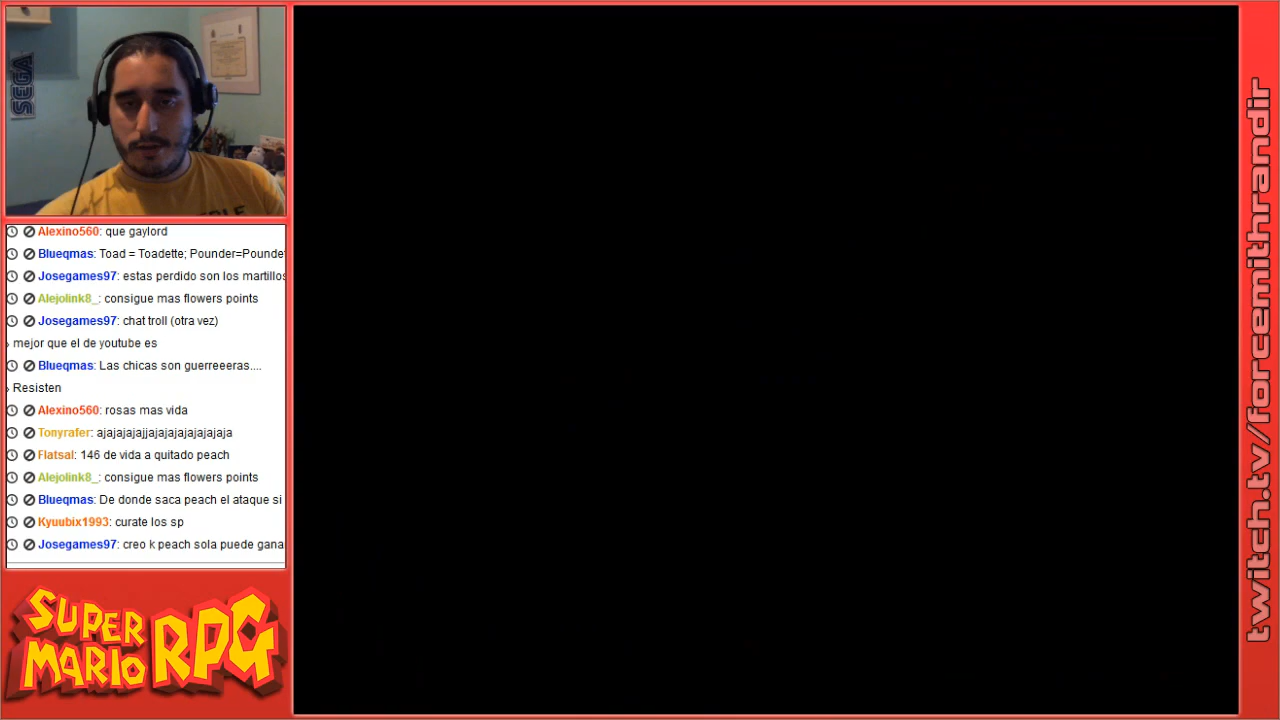 SEGA
Alexino560: que gaylord
Blueqmas: Toad = Toadette; Pounder=Pounde
Josegames97: estas perdido son los martillos
Alejolink8_: consigue mas flowers points
Josegames97: chat troll (otra vez)
mejor que el de youtube es
Blueqmas: Las chicas son guerreeeras....
Resisten
Alexino560: rosas mas vida
Tonyrafer: ajajajajajjajajajajajajaja
Flatsal: 146 de vida a quitado peach
Alejolink8_: consigue mas flowers points
Blueqmas: De donde saca peach el ataque si
Kyuubix1993: curate los sp
Josegames97: creo k peach sola puede gana
SUPER
MARIO RPG
twitch.tv/forcemithrandir